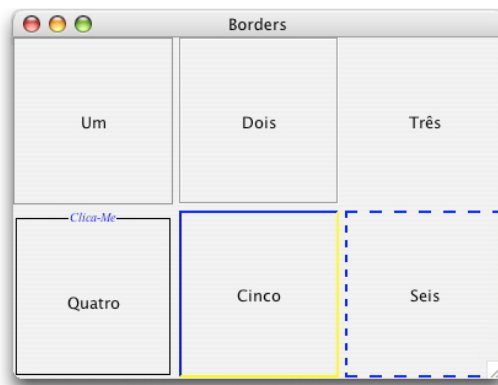 Borders
Um
Dois
Três
Clica-Me
Quatro
Cinco
Seis